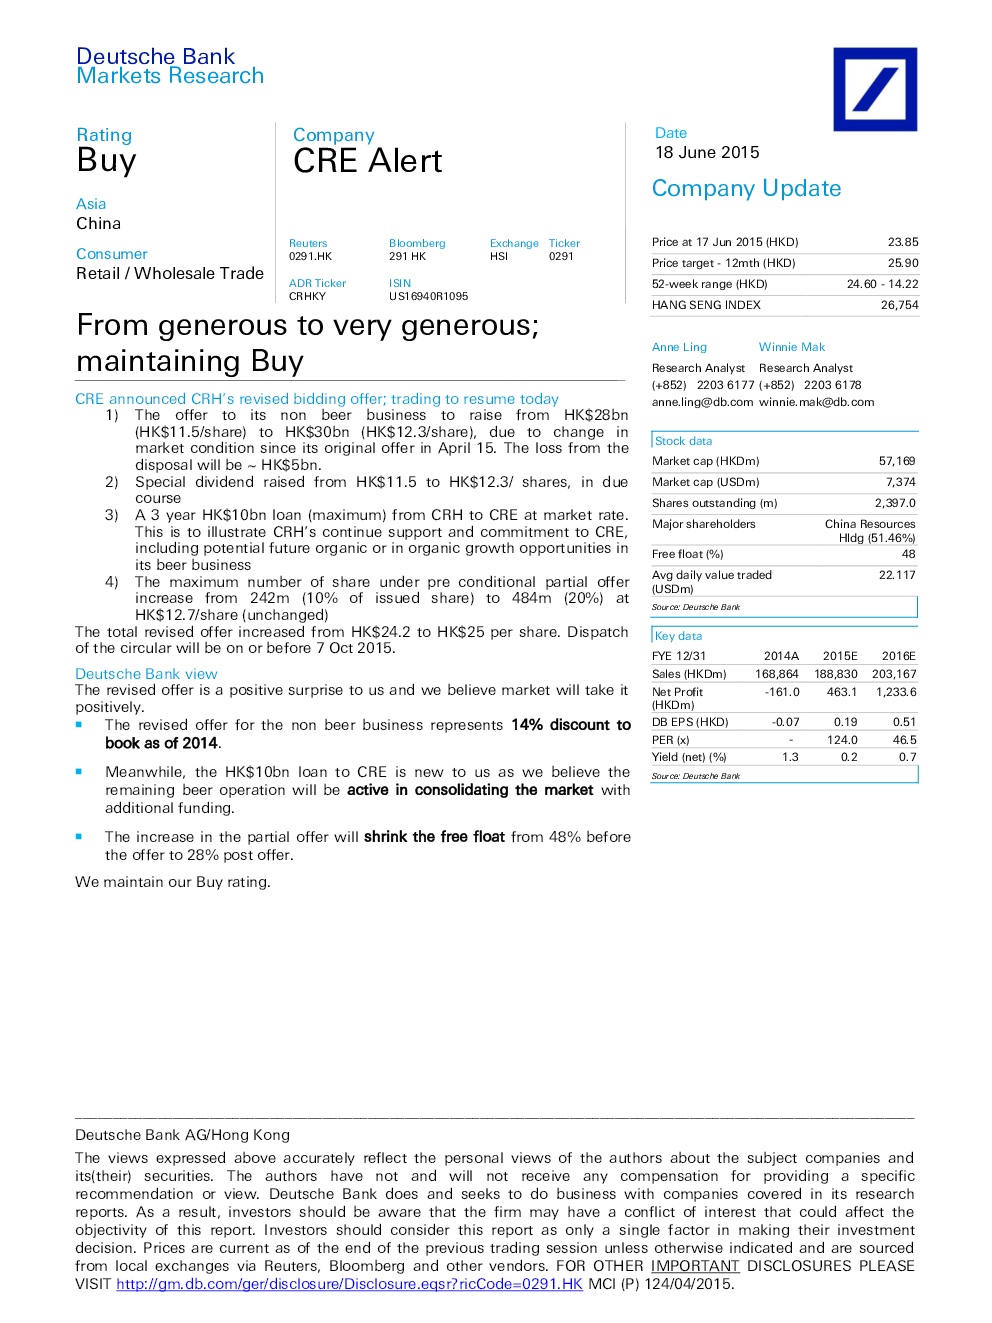 Deutsche Bank
Markets Research
Rating
Buy
Asia
China
Consumer
Retail / Wholesale Trade
Company
CRE Alert
Reuters Bloomberg Exchange Ticker
0291.HK 291 HK HSI 0291
ADR Ticker ISIN
CRHKY US16940R1095
Date
18 June 2015
Company Update
Price at 17 Jun 2015 (HKD) 23.85
Price target - 12mth (HKD) 25.90
52-week range (HKD) 24.60 - 14.22
HANG SENG INDEX 26,754
From generous to very generous;
maintaining Buy
CRE announced CRH's revised bidding offer; trading to resume today
1) The offer to its non beer business to raise from HK$28bn
(HK$11.5/share) to HK$30bn (HK$12.3/share), due to change in
market condition since its original offer in April 15. The loss from the
disposal will be ~ HK$5bn.
2) Special dividend raised from HK$11.5 to HK$12.3/ shares, in due
course
3) A 3 year HK$10bn loan (maximum) from CRH to CRE at market rate.
This is to illustrate CRH's continue support and commitment to CRE,
including potential future organic or in organic growth opportunities in
its beer business
4) The maximum number of share under pre conditional partial offer
increase from 242m (10% of issued share) to 484m (20%) at
HK$12.7/share (unchanged)
The total revised offer increased from HK$24.2 to HK$25 per share. Dispatch
of the circular will be on or before 7 Oct 2015.
Deutsche Bank view
The revised offer is a positive surprise to us and we believe market will take it
positively.
■ The revised offer for the non beer business represents 14% discount to
book as of 2014.
■ Meanwhile, the HK$10bn loan to CRE is new to us as we believe the
remaining beer operation will be active in consolidating the market with
additional funding.
■ The increase in the partial offer will shrink the free float from 48% before
the offer to 28% post offer.
We maintain our Buy rating.
Anne Ling Winnie Mak
Research Analyst Research Analyst
(+852) 2203 6177 (+852) 2203 6178
anne.ling@db.com winnie.mak@db.com
Stock data
Market cap (HKDm) 57,169
Market cap (USDm) 7,374
Shares outstanding (m) 2,397.0
Major shareholders China Resources
Hldg (51.46%)
Free float (%) 48
Avg daily value traded 22.117
(USDm)
Source: Deutsche Bank
Key data
FYE 12/31 2014A 2015E 2016E
Sales (HKDm) 168,864 188,830 203,167
Net Profit -161.0 463.1 1,233.6
(HKDm)
DB EPS (HKD) -0.07 0.19 0.51
PER (x) - 124.0 46.5
Yield (net) (%) 1.3 0.2 0.7
Source: Deutsche Bank
Deutsche Bank AG/Hong Kong
The views expressed above accurately reflect the personal views of the authors about the subject companies and
its(their) securities. The authors have not and will not receive any compensation for providing a specific
recommendation or view. Deutsche Bank does and seeks to do business with companies covered in its research
reports. As a result, investors should be aware that the firm may have a conflict of interest that could affect the
objectivity of this report. Investors should consider this report as only a single factor in making their investment
decision. Prices are current as of the end of the previous trading session unless otherwise indicated and are sourced
from local exchanges via Reuters, Bloomberg and other vendors. FOR OTHER IMPORTANT DISCLOSURES PLEASE
VISIT http://gm.db.com/ger/disclosure/Disclosure.eqsr?ricCode=0291.HK MCI (P) 124/04/2015.